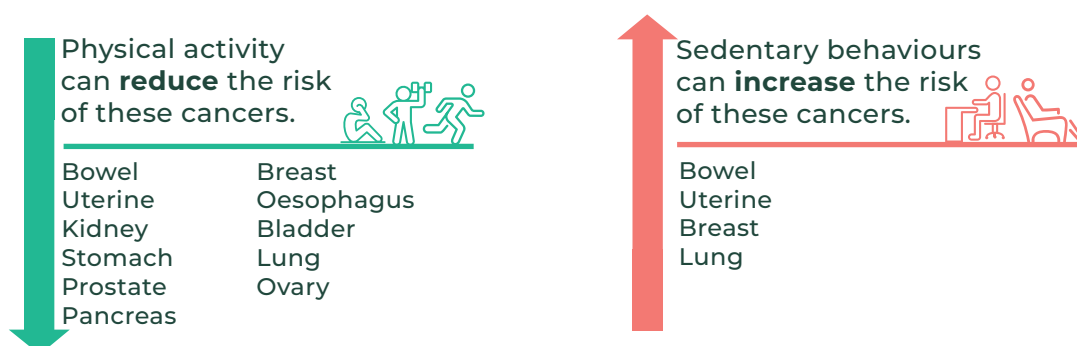 Physical activity
can reduce the risk
of these cancers.
Bowel
Uterine
Kidney
Stomach
Prostate
Pancreas
Breast
Oesophagus
Bladder
Lung
Ovary
Sedentary behaviours
can increase the risk
of these cancers.
Bowel
Uterine
Breast
Lung